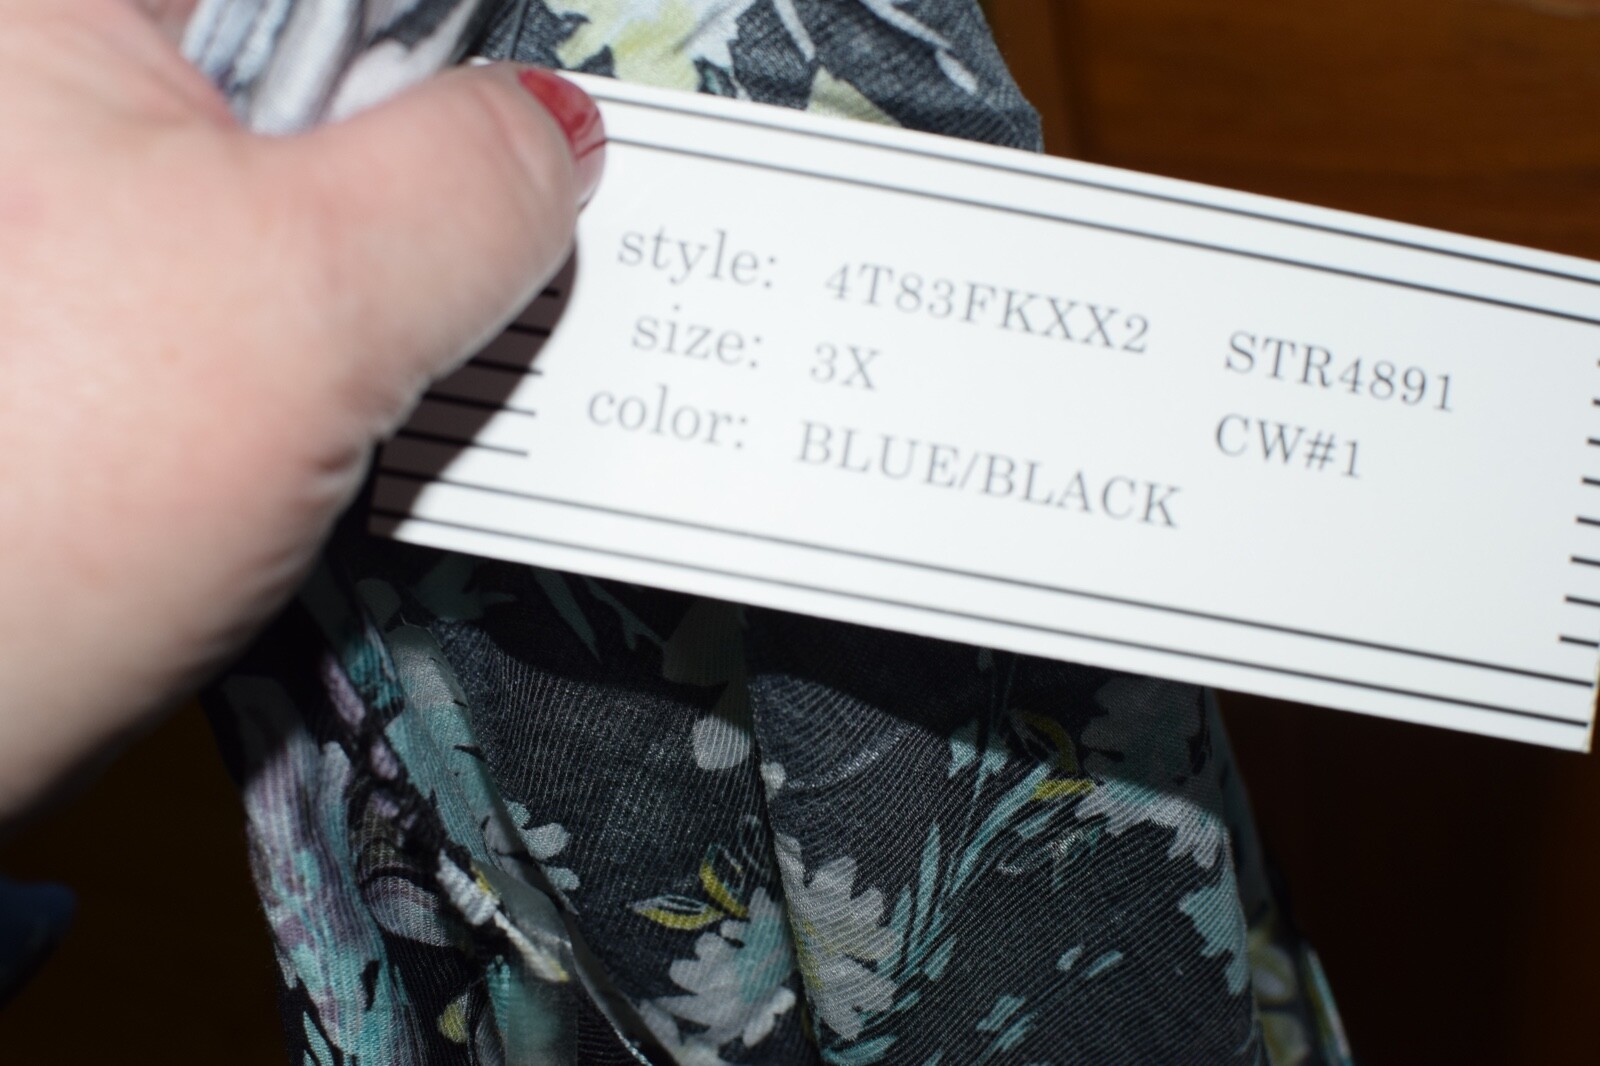 style: 4T83FKXX2 STR4891
size: 3X CW#1
color: BLUE/BLACK